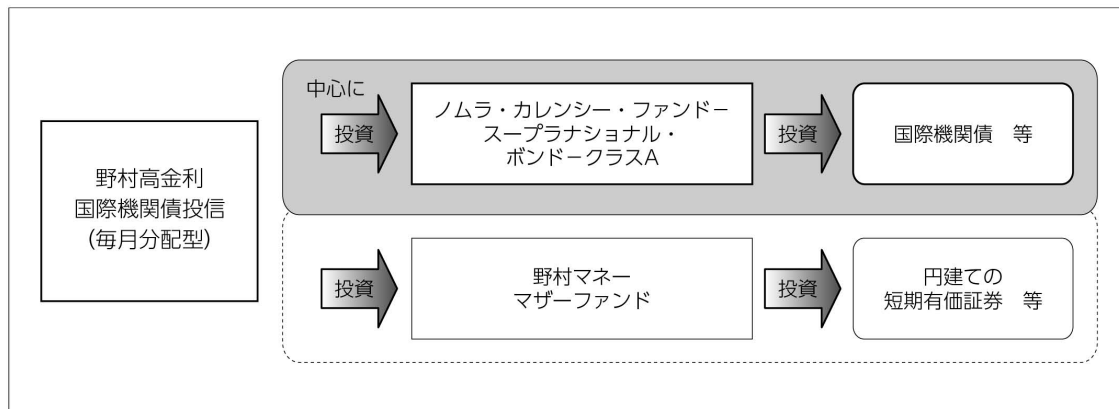 野村高金利
国際機関債投信
(毎月分配型)
中心に
投資
ノムラ・カレンシー・ファンド－
スープラナショナル・
ボンド－クラスA
投資
国際機関債　等
投資
野村マネー
マザーファンド
投資
円建ての
短期有価証券　等